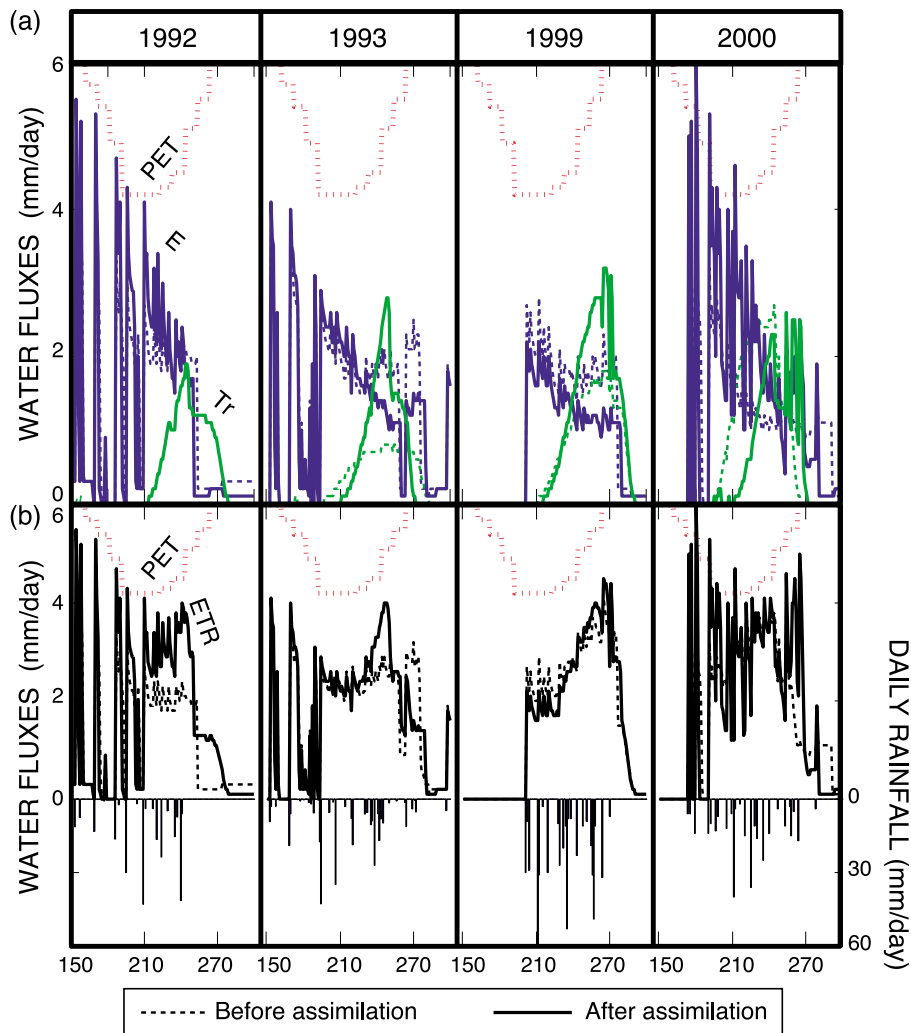 (a)
1992 1993 1999 2000
WATER FLUXES (mm/day)
6
4
2
0
PET
E
Tr
(b)
WATER FLUXES (mm/day)
6
4
2
0
PET
ETR
DAILY RAINFALL (mm/day)
0
30
60
150 210 270 150 210 270 150 210 270 150 210 270
Before assimilation After assimilation